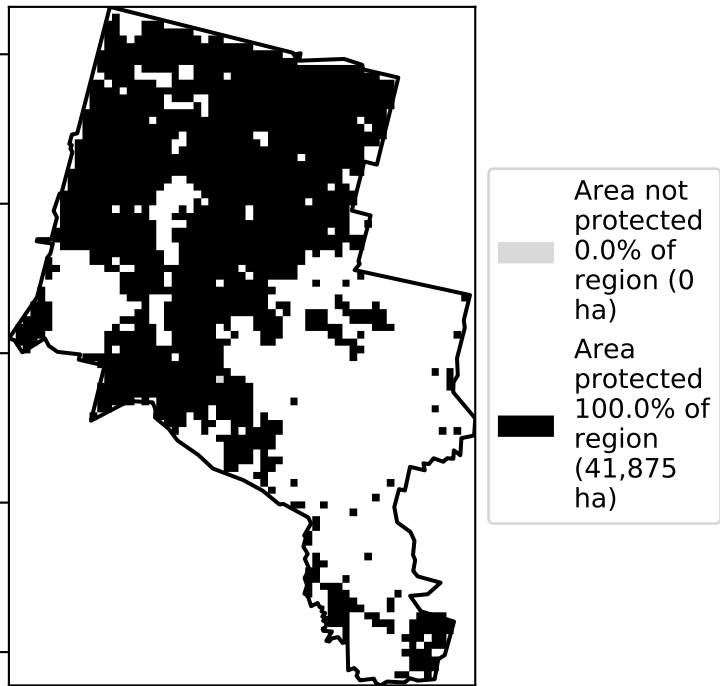 Area not
protected
0.0% of
region (0
ha)
Area
protected
100.0% of
region
(41,875
ha)